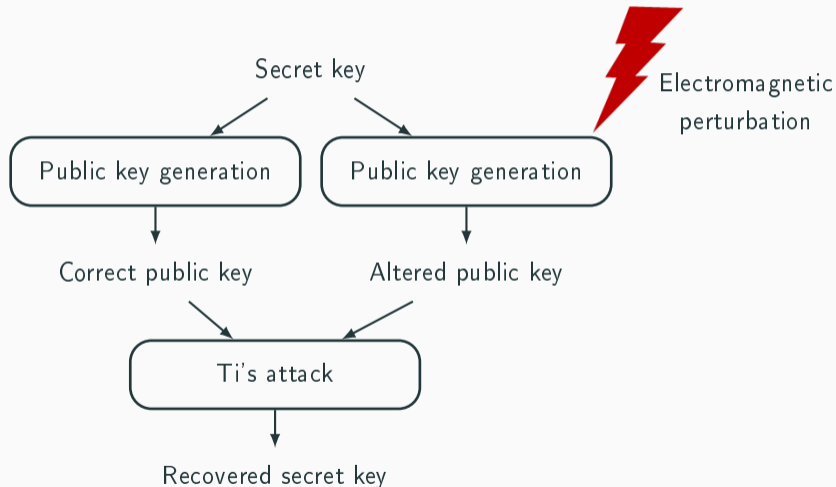 Secret key
Electromagnetic
perturbation
Public key generation
Public key generation
Correct public key
Altered public key
Ti's attack
Recovered secret key